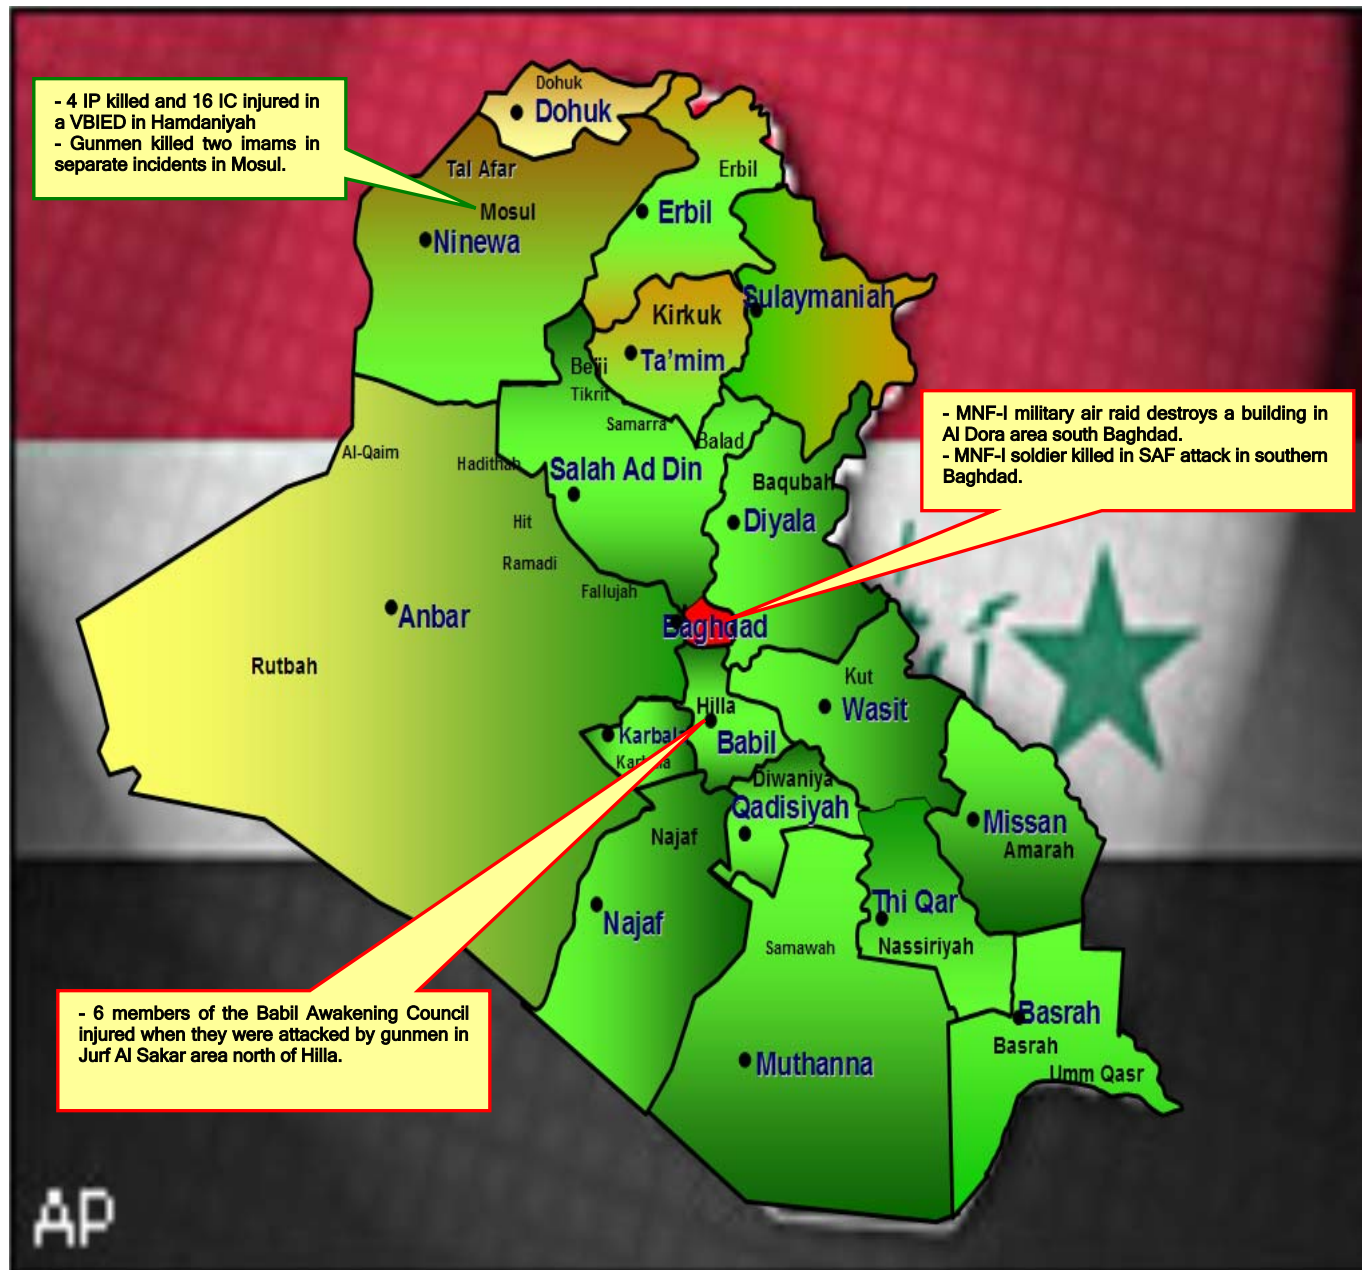 - 4 IP killed and 16 IC injured in
a VBIED in Hamdaniyah
- Gunmen killed two imams in
separate incidents in Mosul.
Dohuk
Dohuk
Tal Afar
Erbil
Mosul
Erbil
Ninewa
Sulaymaniah
Kirkuk
Ta'mim
Beiji
Tikrit
Samarra
Balad
- MNF-I military air raid destroys a building in
Al Dora area south Baghdad.
- MNF-I soldier killed in SAF attack in southern
Baghdad.
Al-Qaim
Hadithah
Salah Ad Din
Baqubah
Hit
Diyala
Ramadi
Fallujah
Anbar
Baghdad
Rutbah
Kut
Hilla
Wasit
Karbala
Babil
Karbala
Diwaniya
Qadisiyah
Missan
Najaf
Amarah
Thi Qar
Najaf
Samawah
Nassiriyah
- 6 members of the Babil Awakening Council
injured when they were attacked by gunmen in
Jurf Al Sakar area north of Hilla.
Basrah
Basrah
Muthanna
Umm Qasr
AP